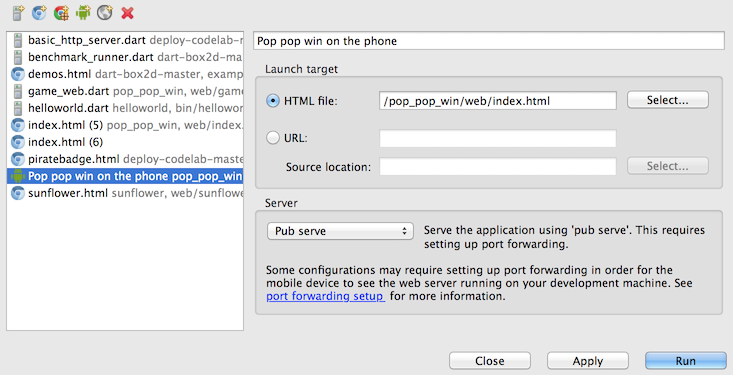 basic_http_server.dart deploy-codelab-r
benchmark_runner.dart dart-box2d-mast
demos.html dart-box2d-master, example
game_web.dart pop_pop_win, web/game
helloworld.dart helloworld, bin/hellowor
index.html (5) pop_pop_win, web/index.
index.html (6)
piratebadge.html deploy-codelab-maste
Pop pop win on the phone pop_pop_win
sunflower.html sunflower, web/sunflowe
Pop pop win on the phone
Launch target
HTML file: /pop_pop_win/web/index.html Select...
URL:
Source location: Select...
Server
Pub serve
Serve the application using 'pub serve'. This requires
setting up port forwarding.
Some configurations may require setting up port forwarding in order for the
mobile device to see the web server running on your development machine. See
port forwarding setup for more information.
Close Apply Run